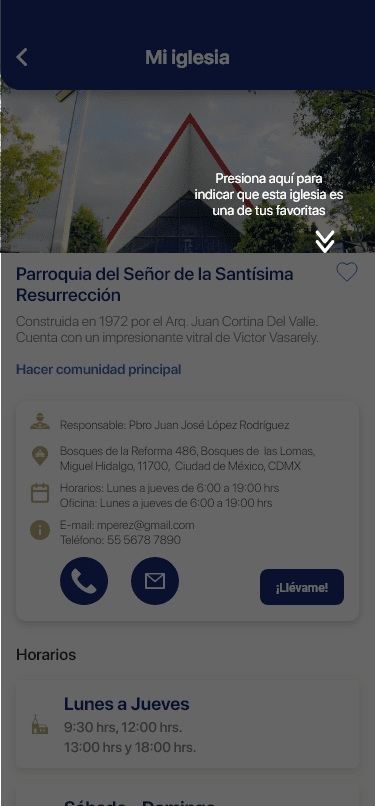 Mi iglesia
Presiona aquí para
indicar que esta iglesia es
una de tus favoritas
Parroquia del Señor de la Santísima
Resurrección
Construida en 1972 por el Arq. Juan Cortina Del Valle.
Cuenta con un impresionante vitral de Victor Vasarely.
Hacer comunidad principal
Responsable: Pbro Juan José López Rodríguez
Bosques de la Reforma 486, Bosques de las Lomas,
Miguel Hidalgo, 11700, Ciudad de México, CDMX
Horarios: Lunes a jueves de 6:00 a 19:00 hrs
Oficina: Lunes a jueves de 6:00 a 19:00 hrs
E-mail: mperez@gmail.com
Teléfono: 55 5678 7890
¡Llévame!
Horarios
Lunes a Jueves
9:30 hrs, 12:00 hrs.
13:00 hrs y 18:00 hrs.
Sábado - Domingo